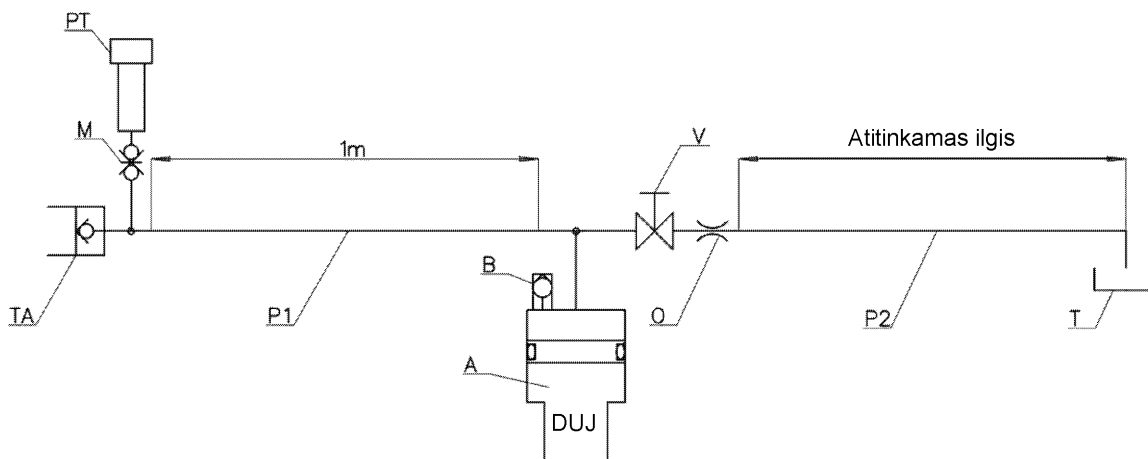 PT
M
1m
V
Atitinkamas ilgis
TA
P1
B
O
P2
T
A
DUJ